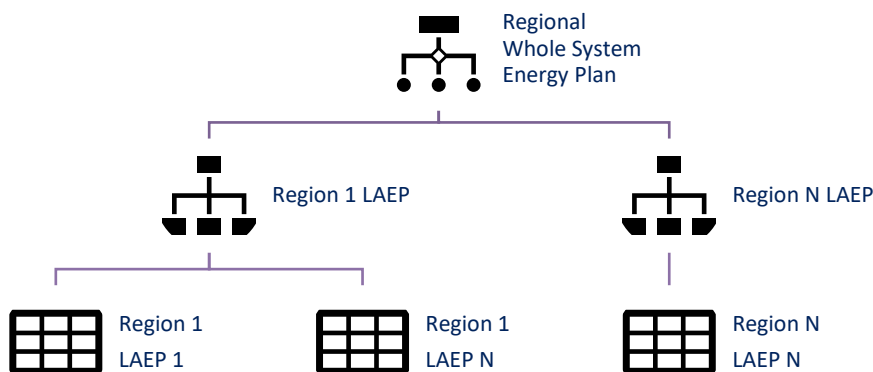 Regional
Whole System
Energy Plan
Region 1 LAEP
Region N LAEP
Region 1
LAEP 1
Region 1
LAEP N
Region N
LAEP N